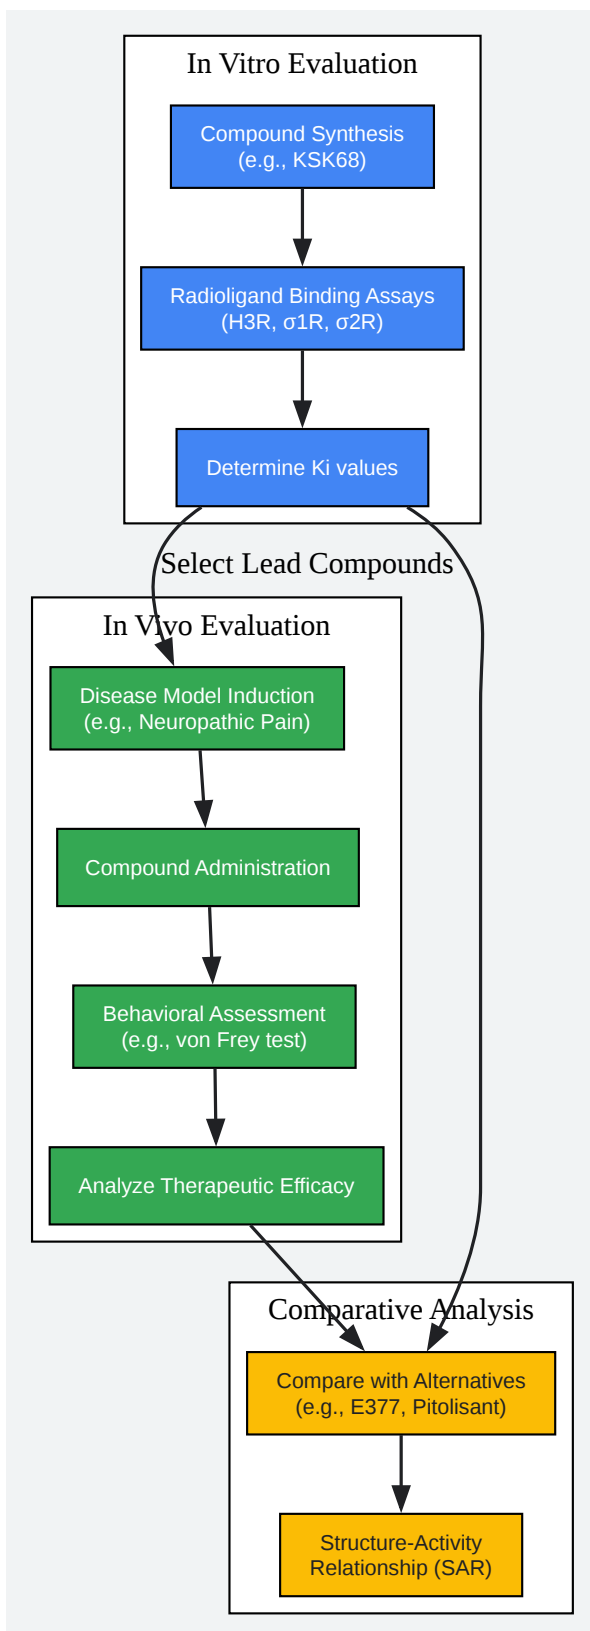 In Vitro Evaluation
Compound Synthesis
(e.g., KSK68)
Radioligand Binding Assays
(H3R, σ1R, σ2R)
Determine Ki values
Select Lead Compounds
In Vivo Evaluation
Disease Model Induction
(e.g., Neuropathic Pain)
Compound Administration
Behavioral Assessment
(e.g., von Frey test)
Analyze Therapeutic Efficacy
Comparative Analysis
Compare with Alternatives
(e.g., E377, Pitolisant)
Structure-Activity
Relationship (SAR)